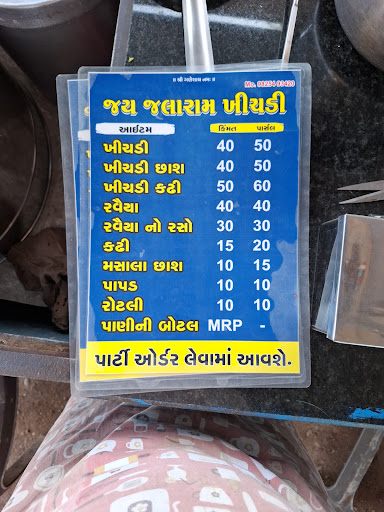 ॥ શ્રી ગણેશાય નમઃ ॥
જય જલારામ ખીચડી
આઈટમ કિંમત પાર્સલ
ખીચડી 40 50
ખીચડી છાશ 40 50
ખીચડી કઢી 50 60
રવૈયા 40 40
રવૈયા નો રસો 30 30
કઢી 15 20
મસાલા છાશ 10 15
પાપડ 10 10
રોટલી 10 10
પાણીની બોટલ MRP -
પાર્ટી ઓર્ડર લેવામાં આવશે.